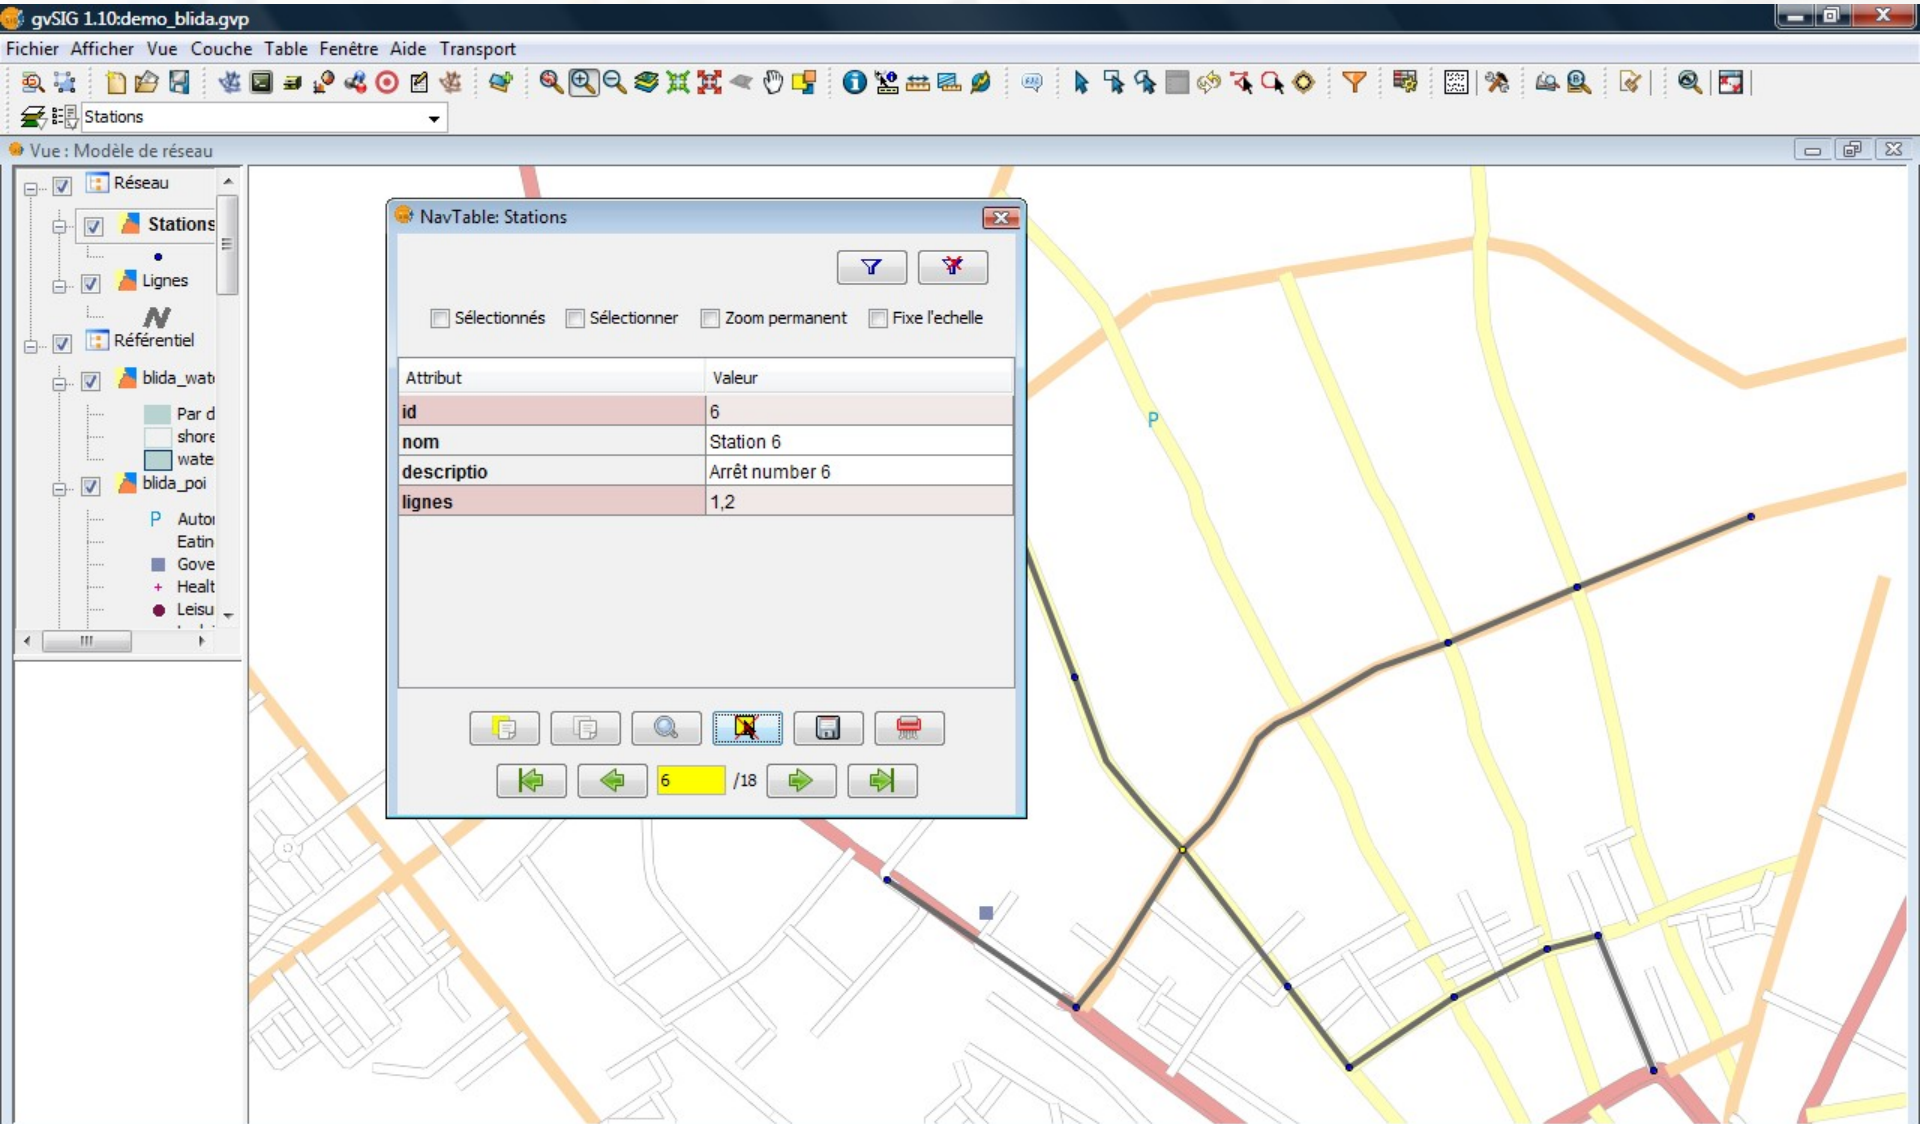 gvSIG 1.10:demo_blida.gvp
Fichier Afficher Vue Couche Table Fenêtre Aide Transport
Stations
Vue : Modèle de réseau
Réseau
Stations
Lignes
Référentiel
blida_wat
Par d
shore
wate
blida_poi
P Autor
Eatin
Gove
Healt
Leisu
NavTable: Stations
Sélectionnés Sélectionner Zoom permanent Fixe l'echelle
Attribut Valeur
id 6
nom Station 6
descriptio Arrêt number 6
lignes 1,2
6 /18
P